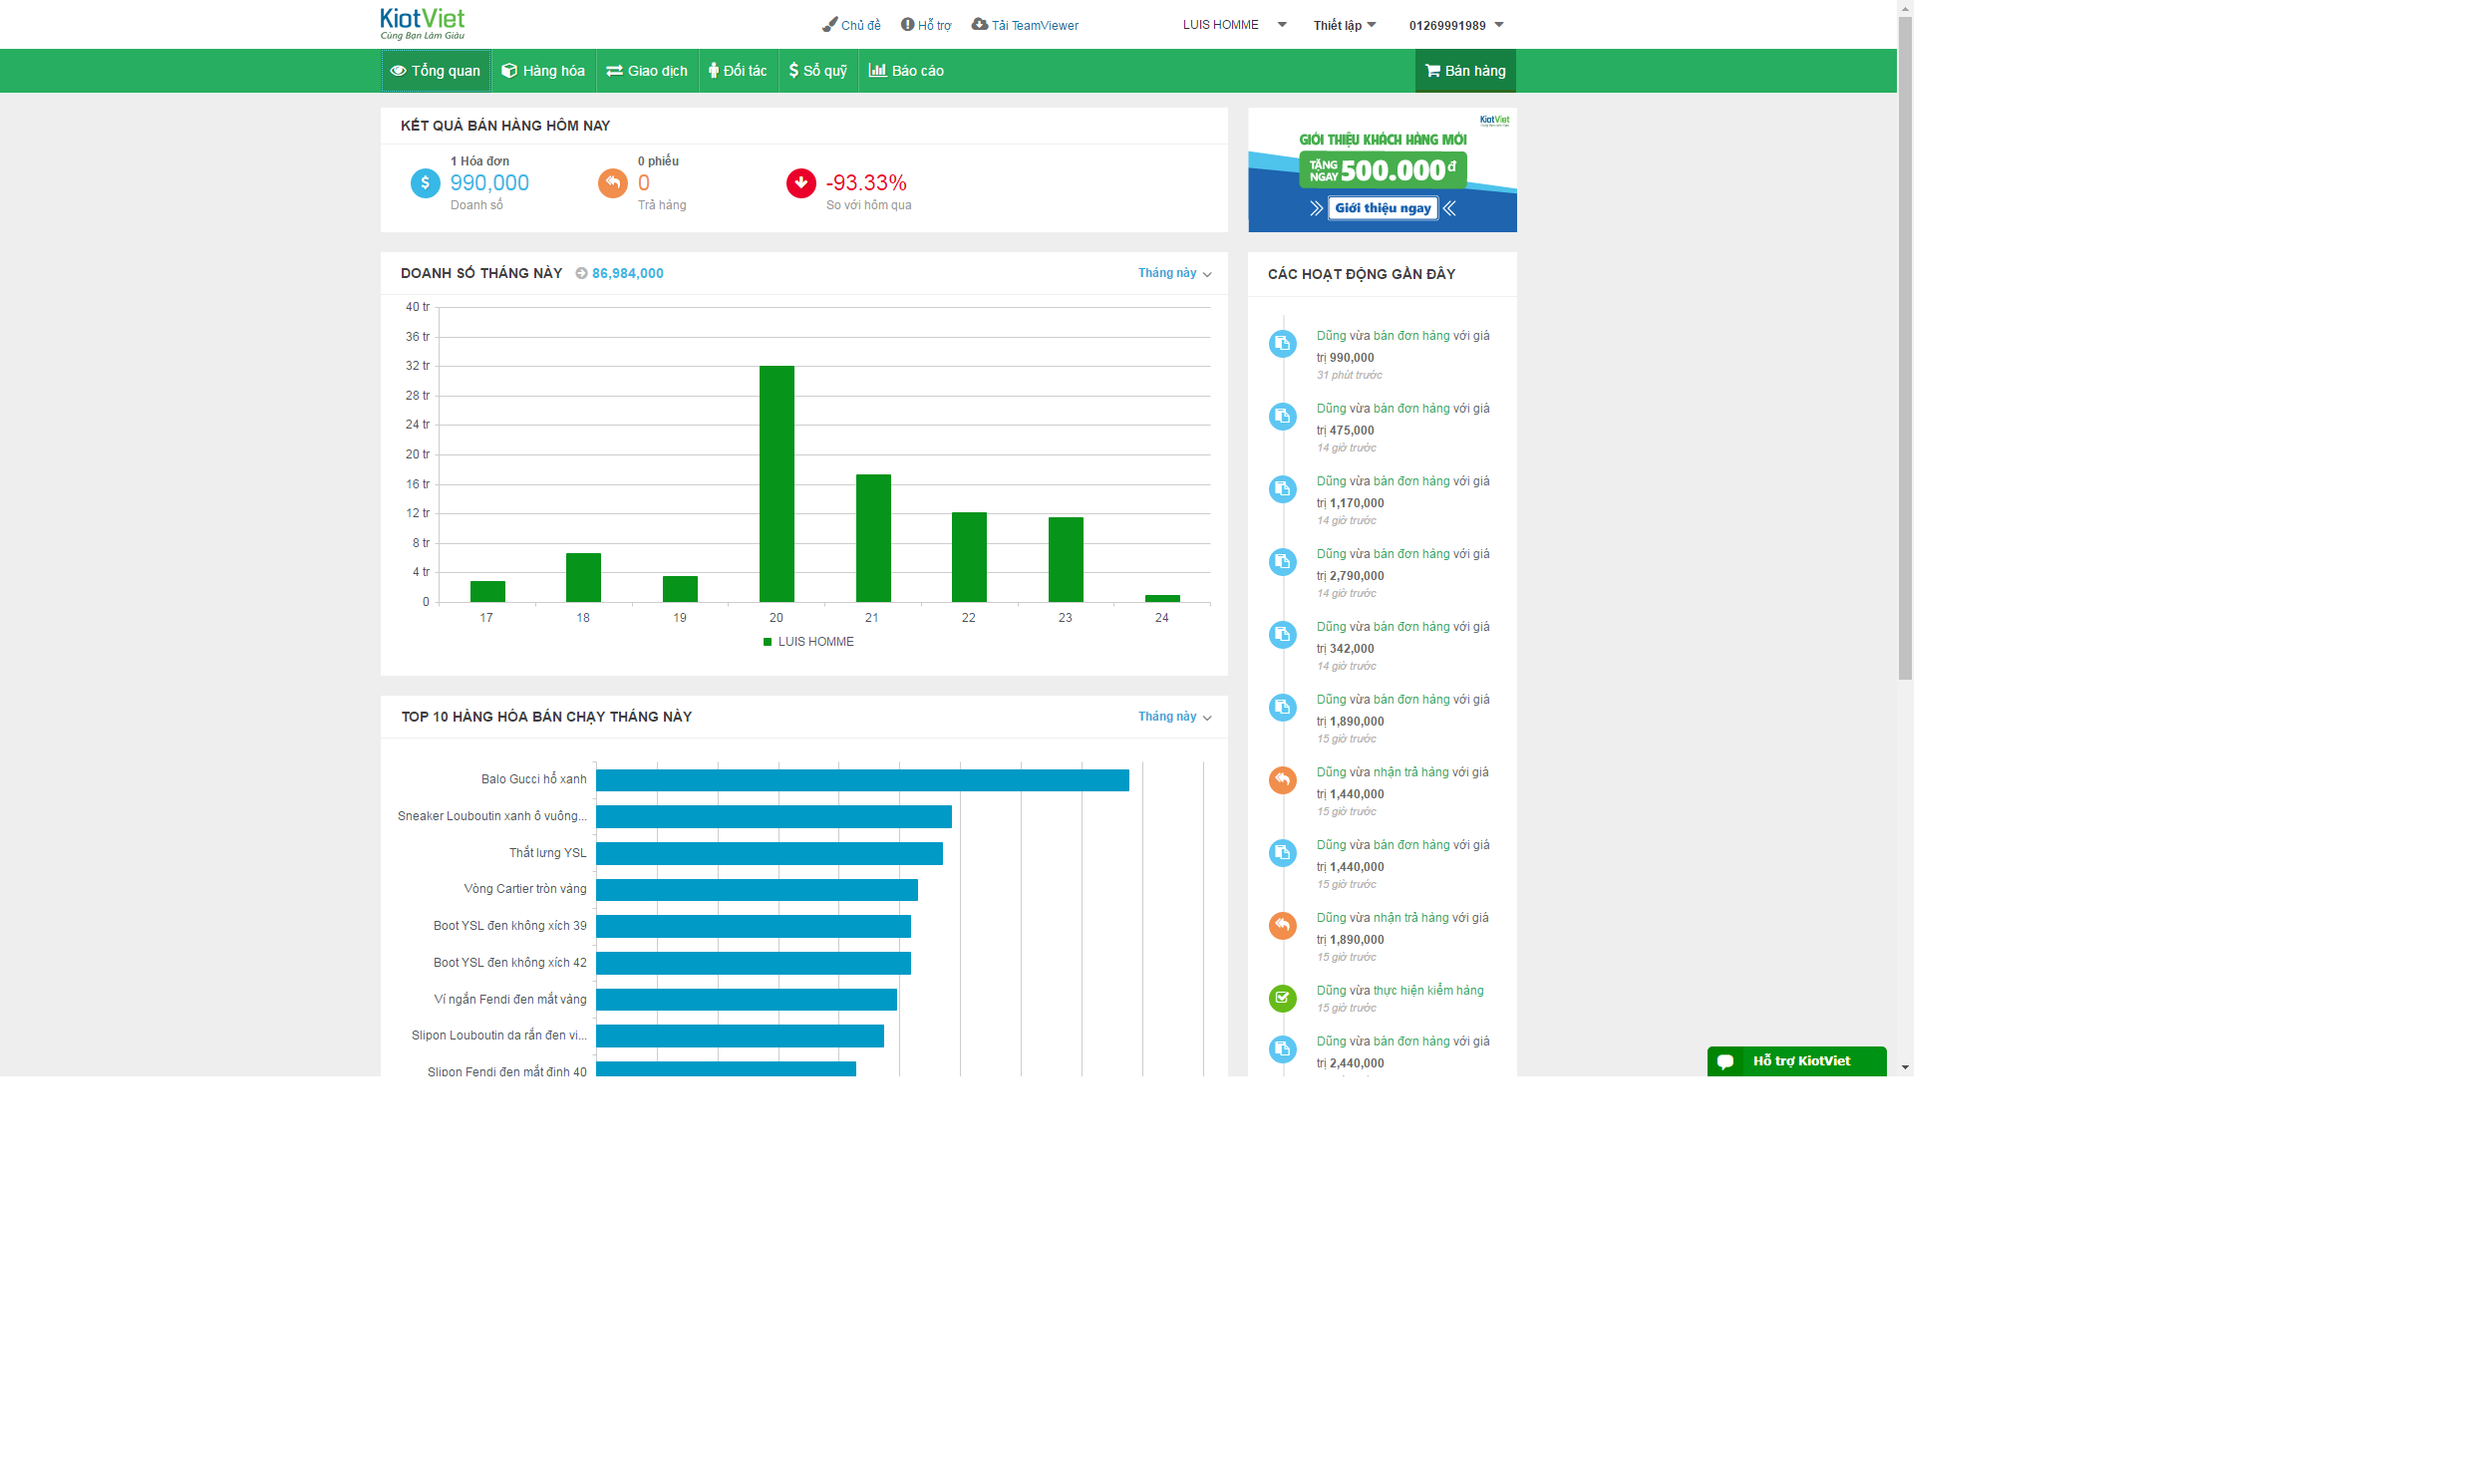 KiotViet
Cùng Bạn Làm Giàu
Chủ đề
Hỗ trợ
Tải TeamViewer
LUIS HOMME
Thiết lập
01269991989
Tổng quan
Hàng hóa
Giao dịch
Đối tác
Sổ quỹ
Báo cáo
Bán hàng
KẾT QUẢ BÁN HÀNG HÔM NAY
1 Hóa đơn
990,000
Doanh số
0 phiếu
0
Trả hàng
-93.33%
So với hôm qua
KiotViet
GIỚI THIỆU KHÁCH HÀNG MỚI
TẶNG NGAY 500.000đ
Giới thiệu ngay
DOANH SỐ THÁNG NÀY 86,984,000
Tháng này
40 tr
36 tr
32 tr
28 tr
24 tr
20 tr
16 tr
12 tr
8 tr
4 tr
0
17 18 19 20 21 22 23 24
LUIS HOMME
TOP 10 HÀNG HÓA BÁN CHẠY THÁNG NÀY
Tháng này
Balo Gucci hổ xanh
Sneaker Louboutin xanh ô vuông...
Thắt lưng YSL
Vòng Cartier tròn vàng
Boot YSL đen không xích 39
Boot YSL đen không xích 42
Ví ngắn Fendi đen mắt vàng
Slipon Louboutin da rắn đen vi...
Slipon Fendi đen mắt đinh 40
CÁC HOẠT ĐỘNG GẦN ĐÂY
Dũng vừa bán đơn hàng với giá
trị 990,000
31 phút trước
Dũng vừa bán đơn hàng với giá
trị 475,000
14 giờ trước
Dũng vừa bán đơn hàng với giá
trị 1,170,000
14 giờ trước
Dũng vừa bán đơn hàng với giá
trị 2,790,000
14 giờ trước
Dũng vừa bán đơn hàng với giá
trị 342,000
14 giờ trước
Dũng vừa bán đơn hàng với giá
trị 1,890,000
15 giờ trước
Dũng vừa nhận trả hàng với giá
trị 1,440,000
15 giờ trước
Dũng vừa bán đơn hàng với giá
trị 1,440,000
15 giờ trước
Dũng vừa nhận trả hàng với giá
trị 1,890,000
15 giờ trước
Dũng vừa thực hiện kiểm hàng
15 giờ trước
Dũng vừa bán đơn hàng với giá
trị 2,440,000
Hỗ trợ KiotViet